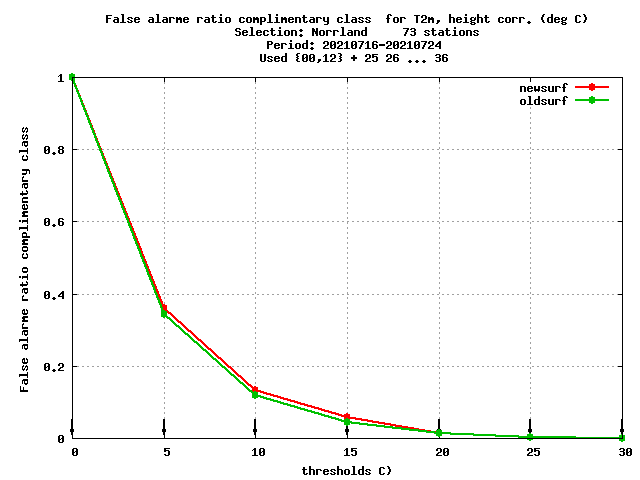 False alarme ratio complimentary class  for T2m, height corr. (deg C)
Selection: Norrland     73 stations
Period: 20210716-20210724
Used {00,12} + 25 26 ... 36
newsurf
oldsurf
False alarme ratio complimentary class
1
0.8
0.6
0.4
0.2
0
0 5 10 15 20 25 30
thresholds C)